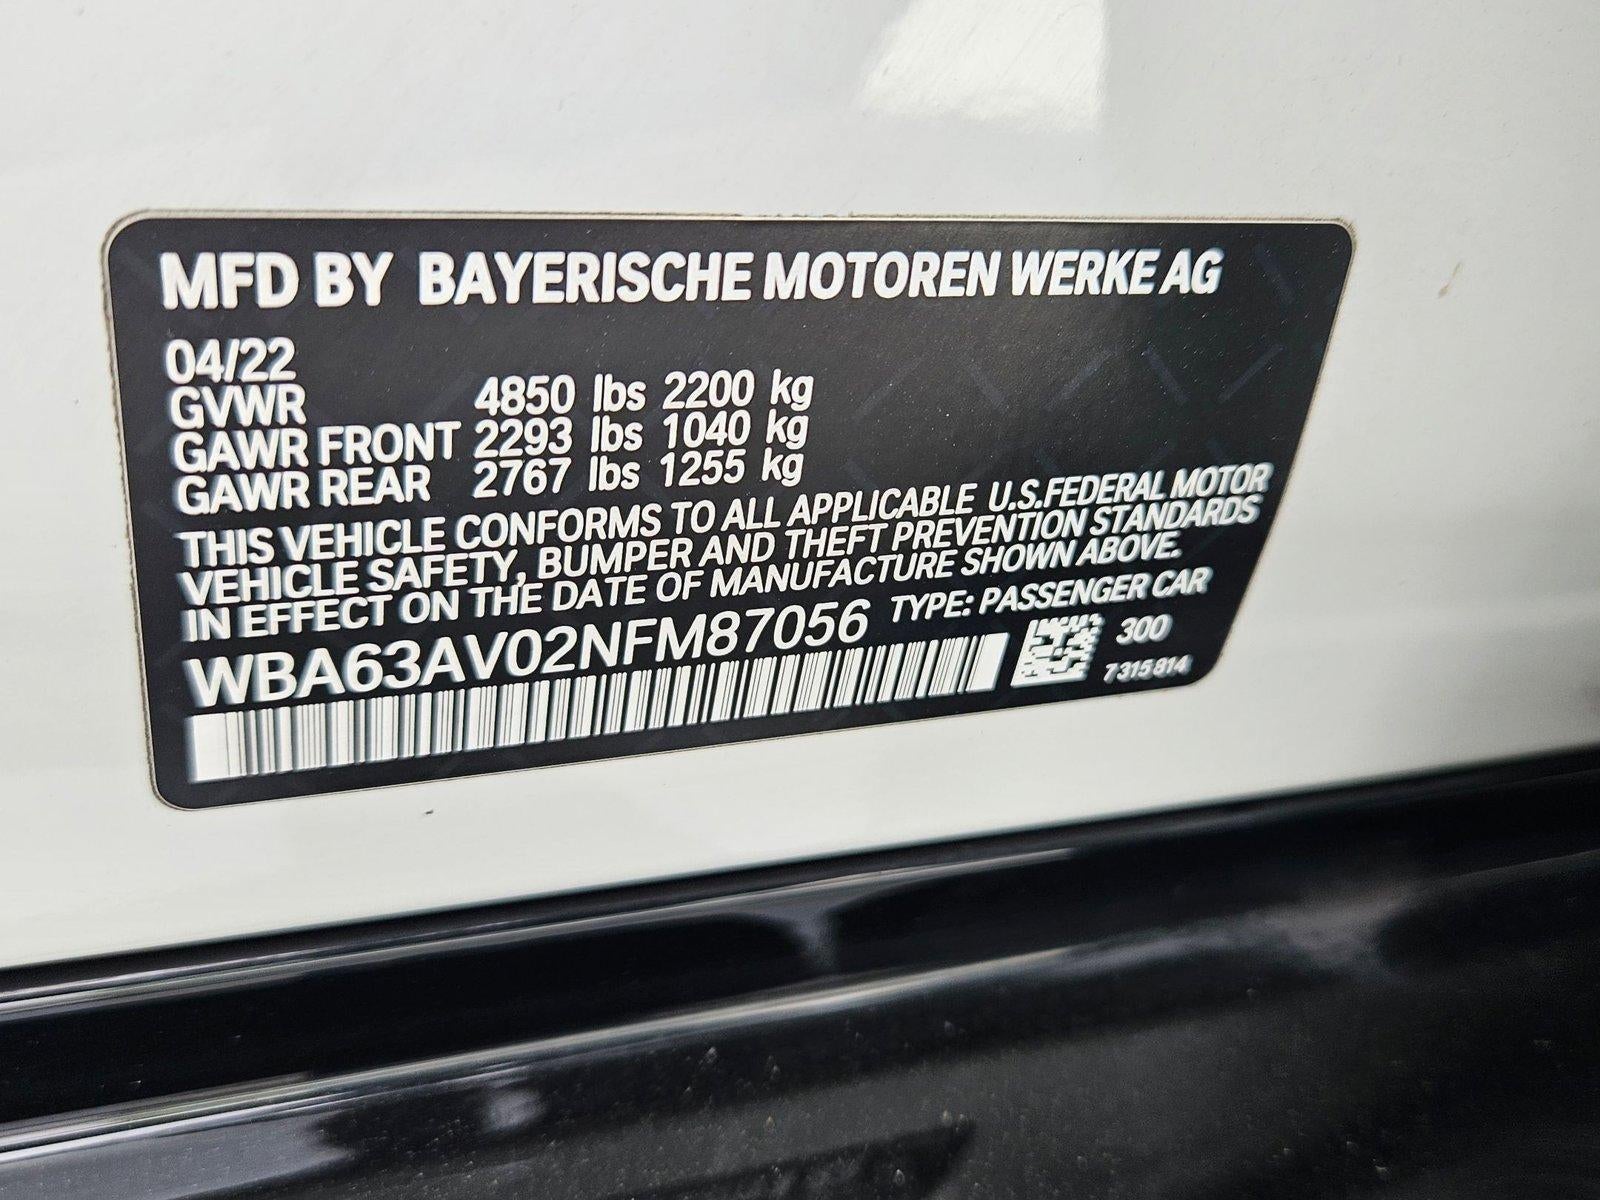 MFD BY BAYERISCHE MOTOREN WERKE AG
04/22
GVWR 4850 lbs 2200 kg
GAWR FRONT 2293 lbs 1040 kg
GAWR REAR 2767 lbs 1255 kg
THIS VEHICLE CONFORMS TO ALL APPLICABLE U.S.FEDERAL MOTOR
VEHICLE SAFETY, BUMPER AND THEFT PREVENTION STANDARDS
IN EFFECT ON THE DATE OF MANUFACTURE SHOWN ABOVE.
WBA63AV02NFM87056 TYPE: PASSENGER CAR
300
7 315 814